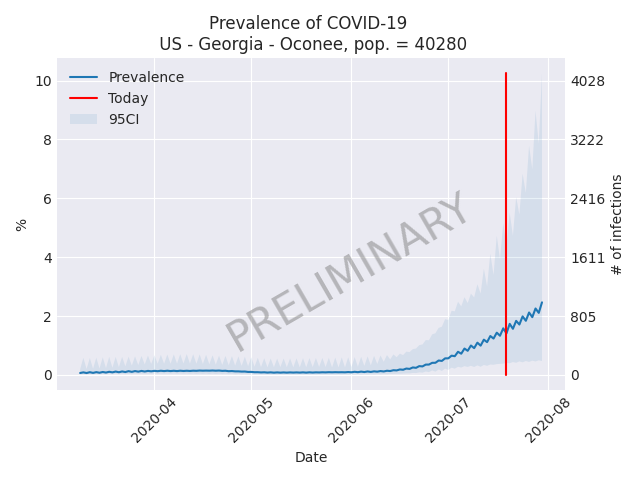 Prevalence of COVID-19
US - Georgia - Oconee, pop. = 40280
Prevalence
Today
95CI
PRELIMINARY
%
10
8
6
4
2
0
# of infections
4028
3222
2416
1611
805
0
2020-04
2020-05
2020-06
2020-07
2020-08
Date